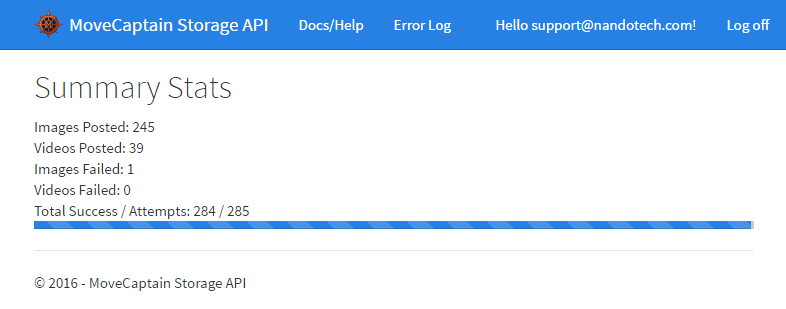 MoveCaptain Storage API Docs/Help Error Log Hello support@nandotech.com! Log off
Summary Stats
Images Posted: 245
Videos Posted: 39
Images Failed: 1
Videos Failed: 0
Total Success / Attempts: 284 / 285
© 2016 - MoveCaptain Storage API